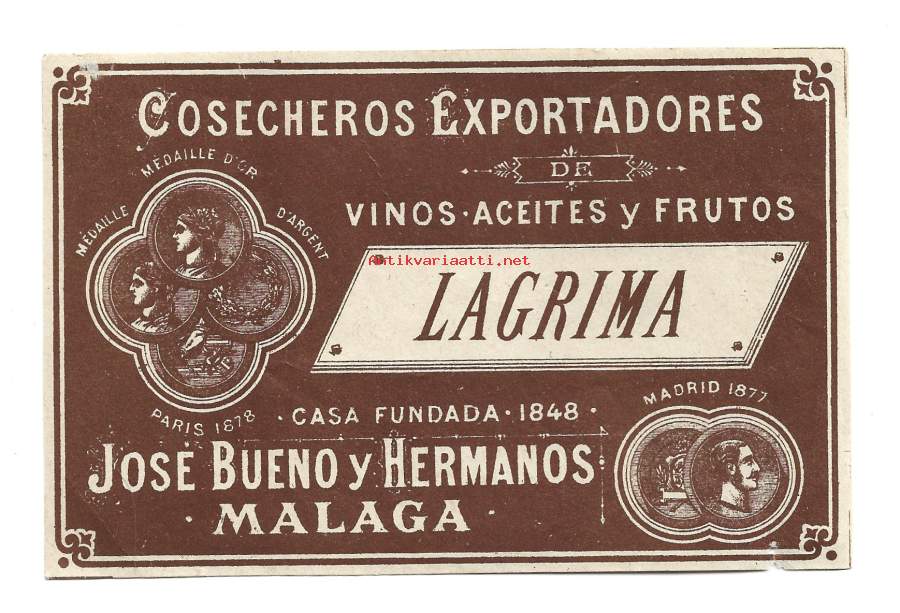 COSECHEROS EXPORTADORES
DE
VINOS · ACEITES y FRUTOS
MÉDAILLE MÉDAILLE D'OR D'ARGENT
PARIS 1878
Antikvariaatti.net
LAGRIMA
· CASA FUNDADA · 1848 ·
MADRID 1877
JOSÉ BUENO y HERMANOS
· MALAGA ·